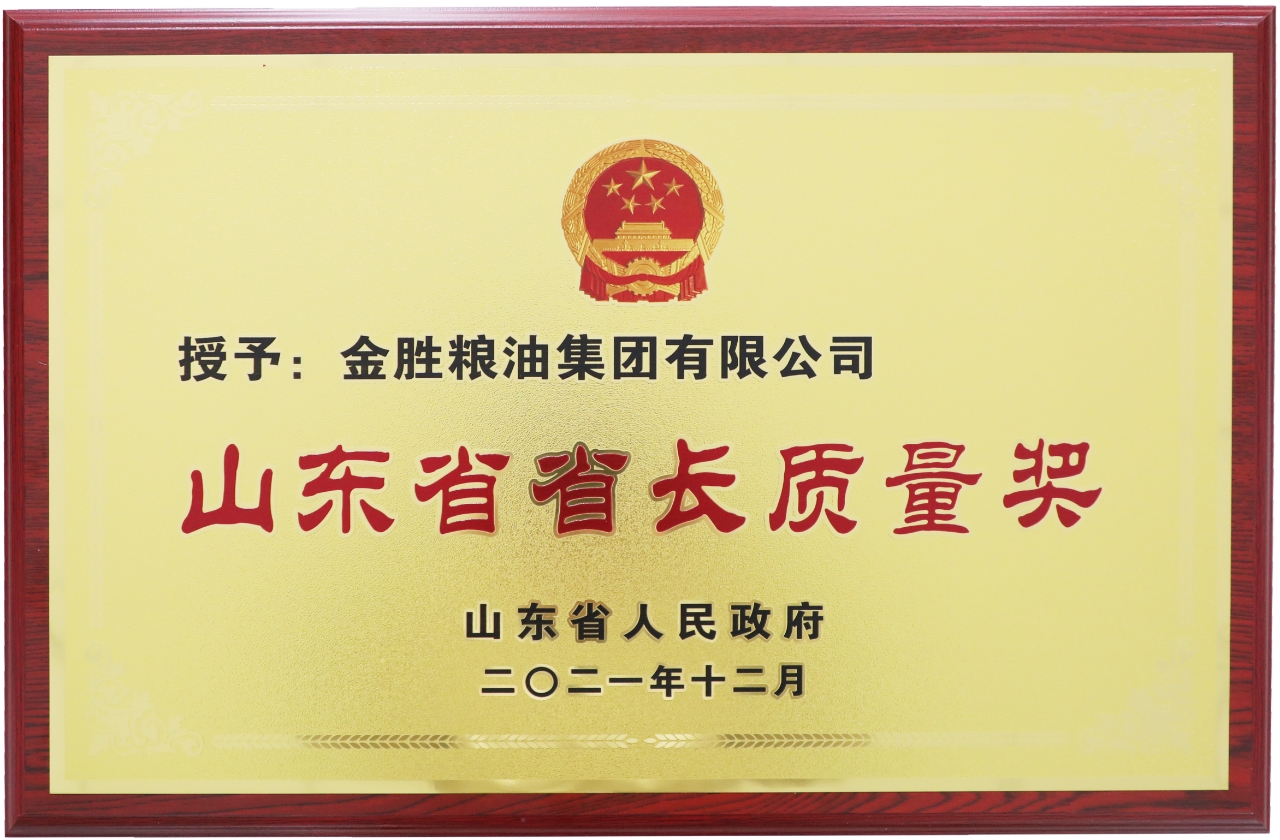 授予：金胜粮油集团有限公司
山东省省长质量奖
山东省人民政府
二〇二一年十二月